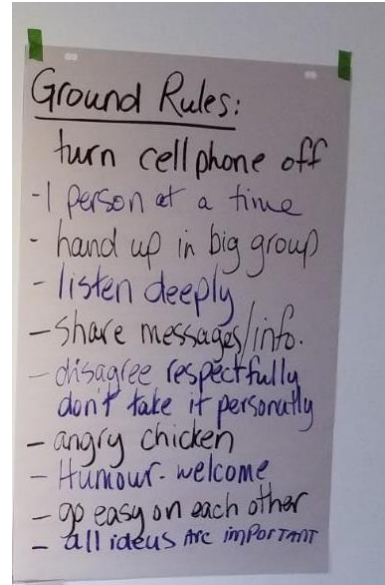 Ground Rules:
turn cellphone off
-1 person at a time
- hand up in big group
- listen deeply
- share messages/info.
- disagree respectfully
don't take it personally
- angry chicken
- Humour. welcome
- go easy on each other
- all ideas Are imPorTANT